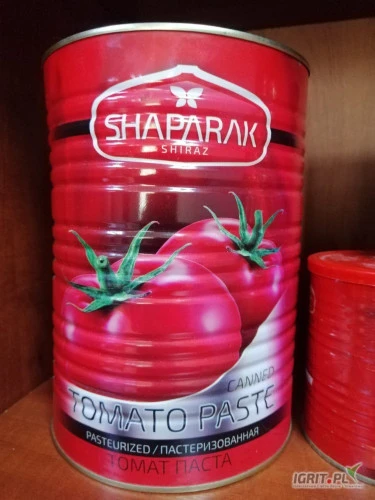 SHAPARAK
SHIRAZ
CANNED
TOMATO PASTE
PASTEURIZED / ПАСТЕРИЗОВАННАЯ
ТОМАТ ПАСТА
IGRIT.PL